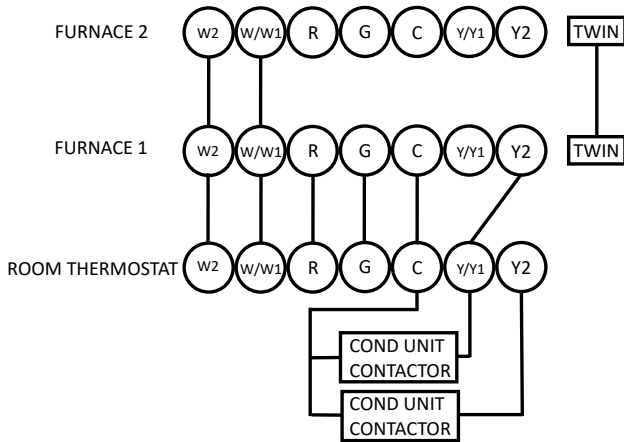 FURNACE 2 W2 W/W1 R G C Y/Y1 Y2 TWIN
FURNACE 1 W2 W/W1 R G C Y/Y1 Y2 TWIN
ROOM THERMOSTAT W2 W/W1 R G C Y/Y1 Y2
COND UNIT
CONTACTOR
COND UNIT
CONTACTOR